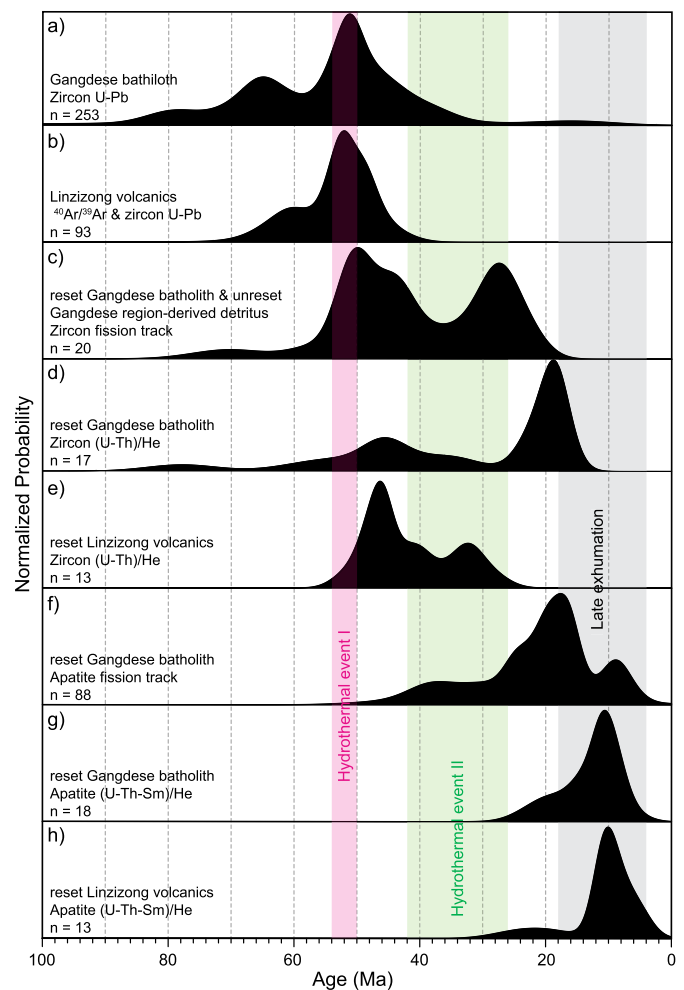 a)
Gangdese bathiloth
Zircon U-Pb
n = 253
b)
Linzizong volcanics
⁴⁰Ar/³⁹Ar & zircon U-Pb
n = 93
c)
reset Gangdese batholith & unreset
Gangdese region-derived detritus
Zircon fission track
n = 20
d)
reset Gangdese batholith
Zircon (U-Th)/He
n = 17
e)
reset Linzizong volcanics
Zircon (U-Th)/He
n = 13
f)
reset Gangdese batholith
Apatite fission track
n = 88
g)
reset Gangdese batholith
Apatite (U-Th-Sm)/He
n = 18
h)
reset Linzizong volcanics
Apatite (U-Th-Sm)/He
n = 13
Normalized Probability
Hydrothermal event I
Hydrothermal event II
Late exhumation
100 80 60 40 20 0
Age (Ma)